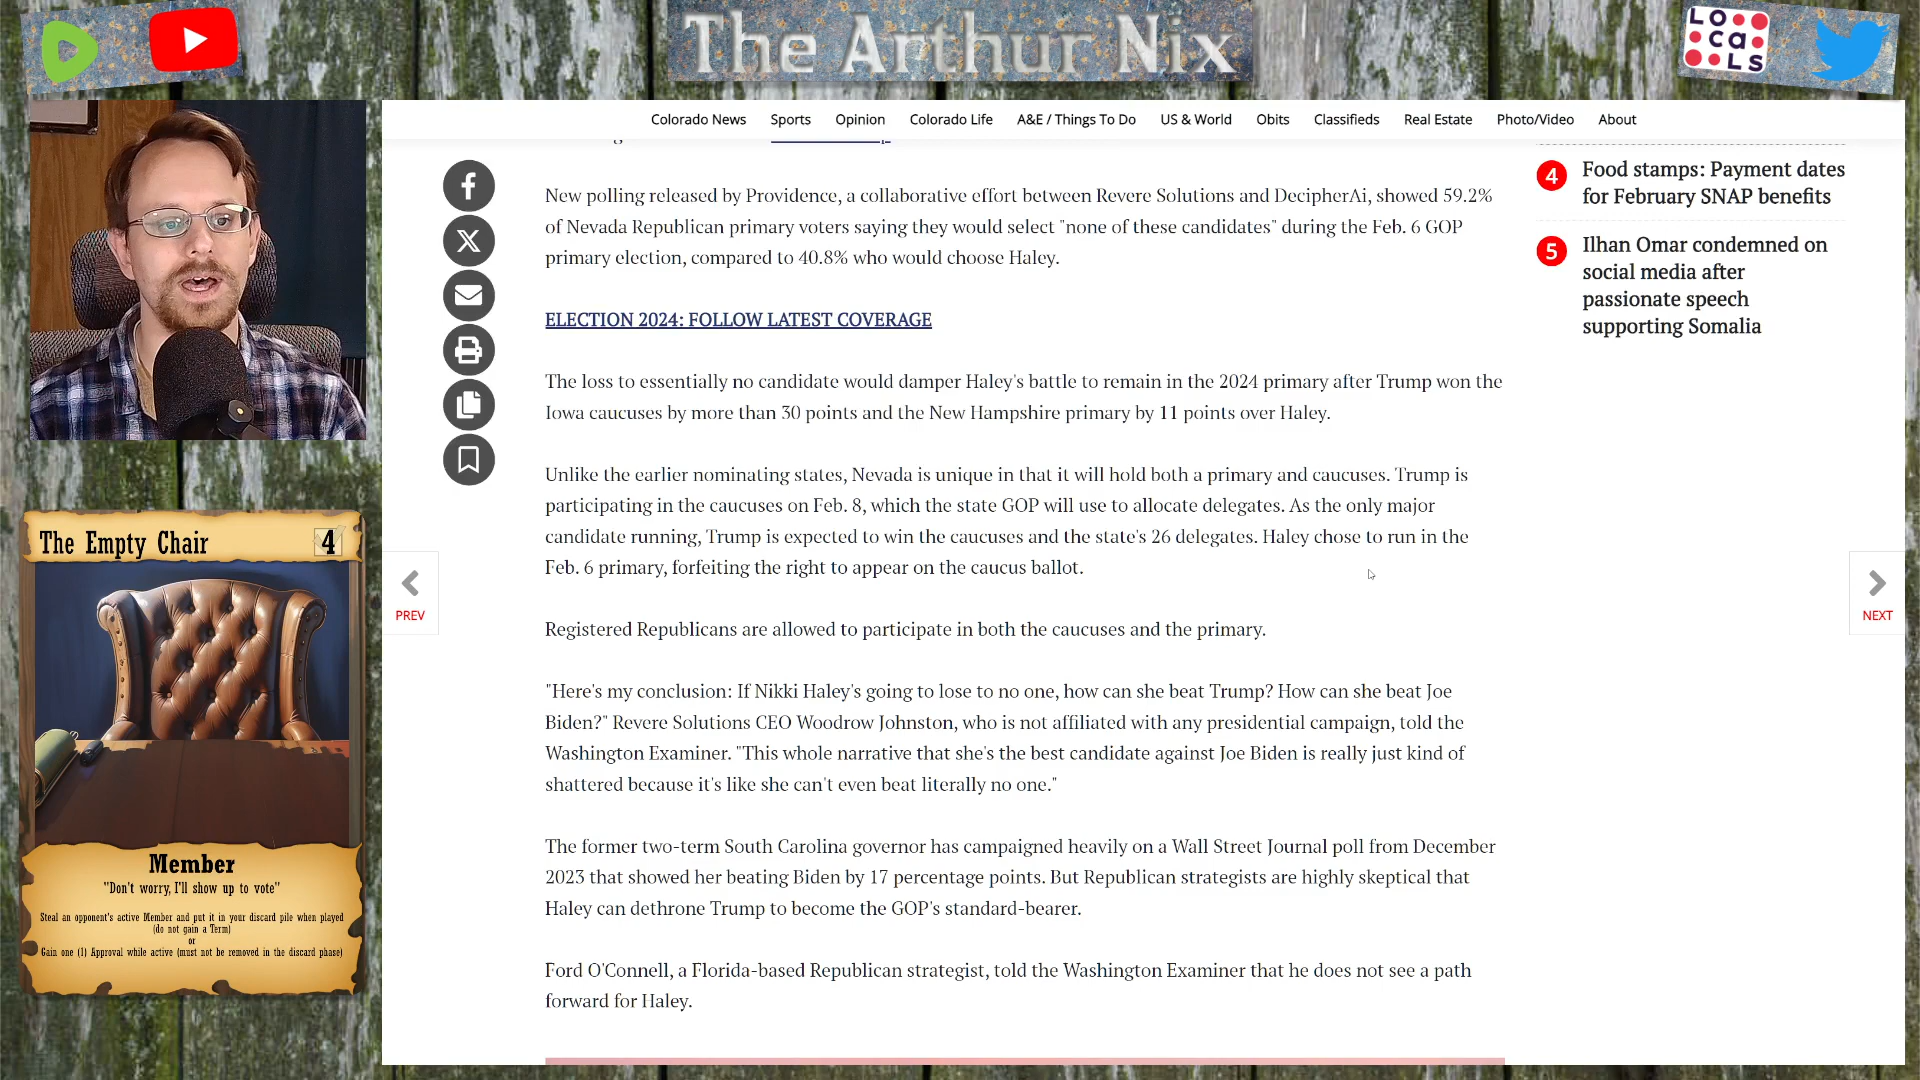 The Arthur Nix
LOcaLS
Colorado News Sports Opinion Colorado Life A&E / Things To Do US & World Obits Classifieds Real Estate Photo/Video About
New polling released by Providence, a collaborative effort between Revere Solutions and DecipherAi, showed 59.2%
of Nevada Republican primary voters saying they would select "none of these candidates" during the Feb. 6 GOP
primary election, compared to 40.8% who would choose Haley.
ELECTION 2024: FOLLOW LATEST COVERAGE
The loss to essentially no candidate would damper Haley's battle to remain in the 2024 primary after Trump won the
Iowa caucuses by more than 30 points and the New Hampshire primary by 11 points over Haley.
Unlike the earlier nominating states, Nevada is unique in that it will hold both a primary and caucuses. Trump is
participating in the caucuses on Feb. 8, which the state GOP will use to allocate delegates. As the only major
candidate running, Trump is expected to win the caucuses and the state's 26 delegates. Haley chose to run in the
Feb. 6 primary, forfeiting the right to appear on the caucus ballot.
Registered Republicans are allowed to participate in both the caucuses and the primary.
"Here's my conclusion: If Nikki Haley's going to lose to no one, how can she beat Trump? How can she beat Joe
Biden?" Revere Solutions CEO Woodrow Johnston, who is not affiliated with any presidential campaign, told the
Washington Examiner. "This whole narrative that she's the best candidate against Joe Biden is really just kind of
shattered because it's like she can't even beat literally no one."
The former two-term South Carolina governor has campaigned heavily on a Wall Street Journal poll from December
2023 that showed her beating Biden by 17 percentage points. But Republican strategists are highly skeptical that
Haley can dethrone Trump to become the GOP's standard-bearer.
Ford O'Connell, a Florida-based Republican strategist, told the Washington Examiner that he does not see a path
forward for Haley.
4 Food stamps: Payment dates
for February SNAP benefits
5 Ilhan Omar condemned on
social media after
passionate speech
supporting Somalia
PREV
NEXT
The Empty Chair 4
Member
"Don't worry, I'll show up to vote"
Steal an opponent's active Member and put it in your discard pile when played
(do not gain a Term)
or
Gain one (1) Approval while active (must not be removed in the discard phase)